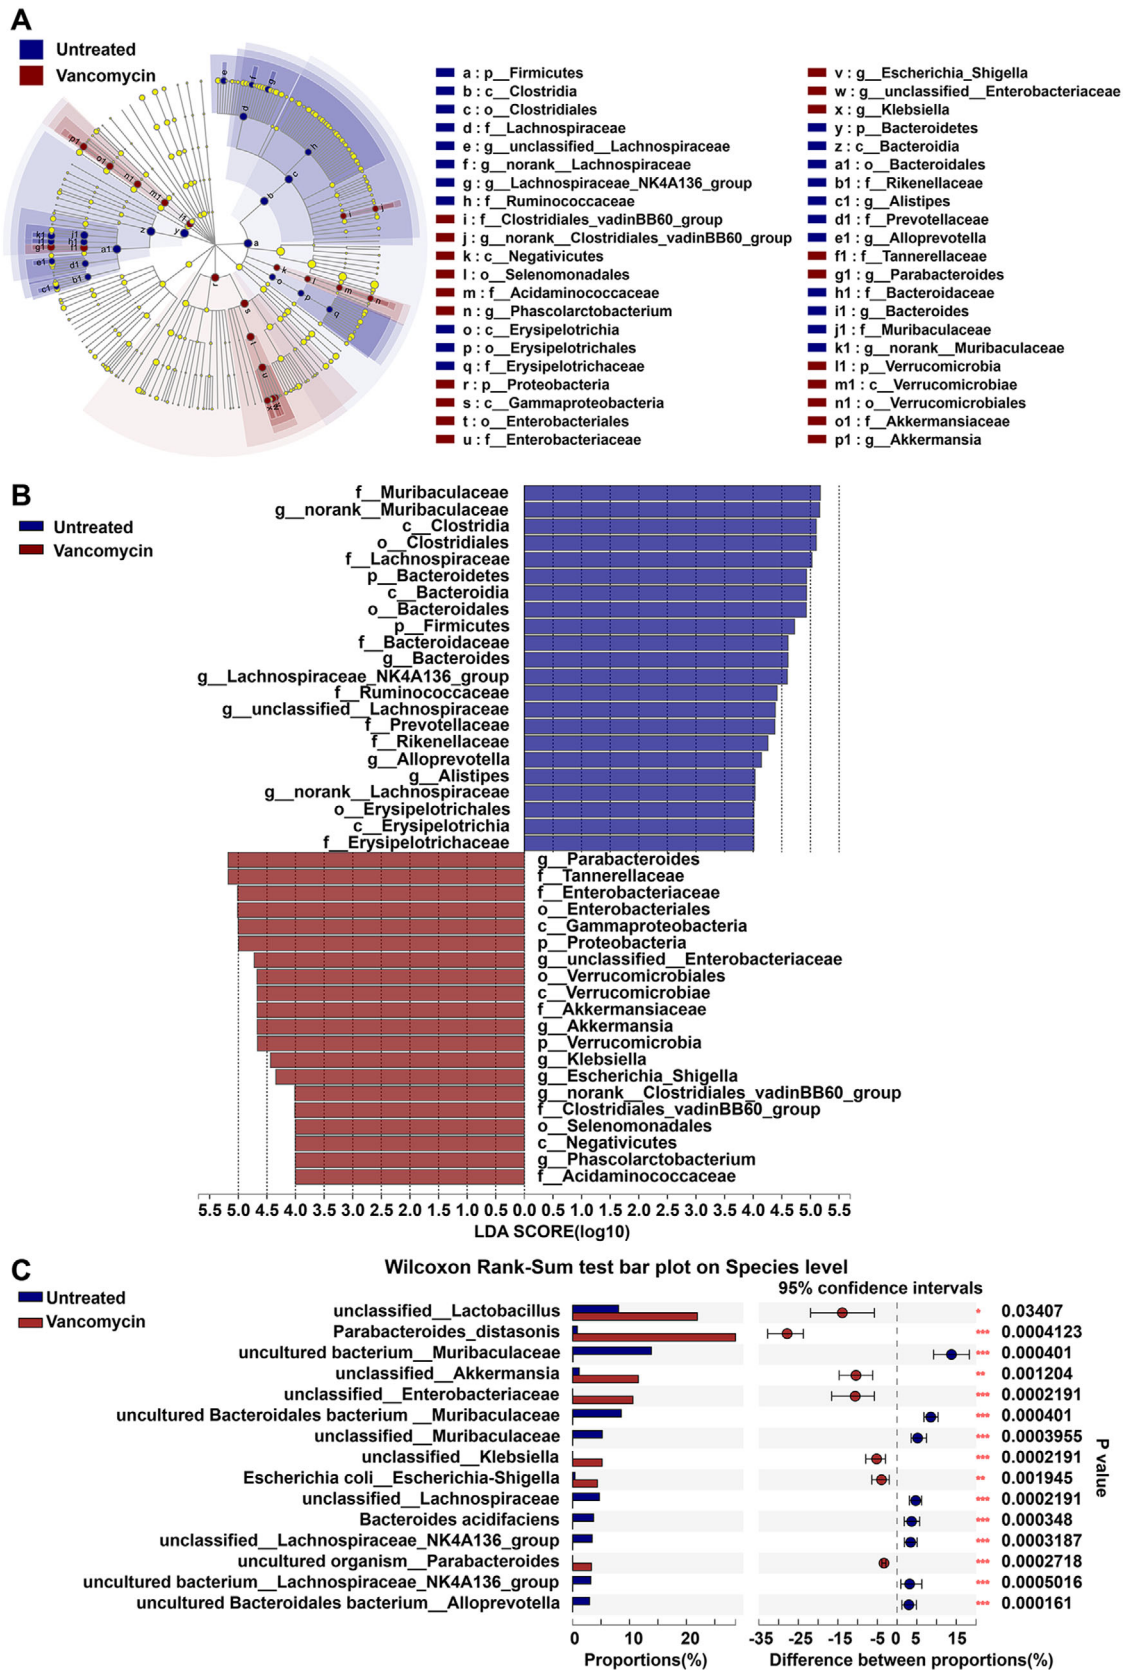 A
Untreated
Vancomycin
a : p__Firmicutes
b : c__Clostridia
c : o__Clostridiales
d : f__Lachnospiraceae
e : g__unclassified__Lachnospiraceae
f : g__norank__Lachnospiraceae
g : g__Lachnospiraceae_NK4A136_group
h : f__Ruminococcaceae
i : f__Clostridiales_vadinBB60_group
j : g__norank__Clostridiales_vadinBB60_group
k : c__Negativicutes
l : o__Selenomonadales
m : f__Acidaminococcaceae
n : g__Phascolarctobacterium
o : c__Erysipelotrichia
p : o__Erysipelotrichales
q : f__Erysipelotrichaceae
r : p__Proteobacteria
s : c__Gammaproteobacteria
t : o__Enterobacteriales
u : f__Enterobacteriaceae
v : g__Escherichia_Shigella
w : g__unclassified__Enterobacteriaceae
x : g__Klebsiella
y : p__Bacteroidetes
z : c__Bacteroidia
a1 : o__Bacteroidales
b1 : f__Rikenellaceae
c1 : g__Alistipes
d1 : f__Prevotellaceae
e1 : g__Alloprevotella
f1 : f__Tannerellaceae
g1 : g__Parabacteroides
h1 : f__Bacteroidaceae
i1 : g__Bacteroides
j1 : f__Muribaculaceae
k1 : g__norank__Muribaculaceae
l1 : p__Verrucomicrobia
m1 : c__Verrucomicrobiae
n1 : o__Verrucomicrobiales
o1 : f__Akkermansiaceae
p1 : g__Akkermansia
B
Untreated
Vancomycin
f__Muribaculaceae
g__norank__Muribaculaceae
c__Clostridia
o__Clostridiales
f__Lachnospiraceae
p__Bacteroidetes
c__Bacteroidia
o__Bacteroidales
p__Firmicutes
f__Bacteroidaceae
g__Bacteroides
g__Lachnospiraceae_NK4A136_group
f__Ruminococcaceae
g__unclassified__Lachnospiraceae
f__Prevotellaceae
f__Rikenellaceae
g__Alloprevotella
g__Alistipes
g__norank__Lachnospiraceae
o__Erysipelotrichales
c__Erysipelotrichia
f__Erysipelotrichaceae
g__Parabacteroides
f__Tannerellaceae
f__Enterobacteriaceae
o__Enterobacteriales
c__Gammaproteobacteria
p__Proteobacteria
g__unclassified__Enterobacteriaceae
o__Verrucomicrobiales
c__Verrucomicrobiae
f__Akkermansiaceae
g__Akkermansia
p__Verrucomicrobia
g__Klebsiella
g__Escherichia_Shigella
g__norank__Clostridiales_vadinBB60_group
f__Clostridiales_vadinBB60_group
o__Selenomonadales
c__Negativicutes
g__Phascolarctobacterium
f__Acidaminococcaceae
5.5 5.0 4.5 4.0 3.5 3.0 2.5 2.0 1.5 1.0 0.5 0.0 0.5 1.0 1.5 2.0 2.5 3.0 3.5 4.0 4.5 5.0 5.5
LDA SCORE(log10)
C
Wilcoxon Rank-Sum test bar plot on Species level
Untreated
Vancomycin
95% confidence intervals
unclassified__Lactobacillus * 0.03407
Parabacteroides_distasonis *** 0.0004123
uncultured bacterium__Muribaculaceae *** 0.000401
unclassified__Akkermansia ** 0.001204
unclassified__Enterobacteriaceae *** 0.0002191
uncultured Bacteroidales bacterium __Muribaculaceae *** 0.000401
unclassified__Muribaculaceae *** 0.0003955
unclassified__Klebsiella *** 0.0002191
Escherichia coli__Escherichia-Shigella ** 0.001945
unclassified__Lachnospiraceae *** 0.0002191
Bacteroides acidifaciens *** 0.000348
unclassified__Lachnospiraceae_NK4A136_group *** 0.0003187
uncultured organism__Parabacteroides *** 0.0002718
uncultured bacterium__Lachnospiraceae_NK4A136_group *** 0.0005016
uncultured Bacteroidales bacterium__Alloprevotella *** 0.000161
P value
0 10 20
Proportions(%)
-35 -25 -15 -5 0 5 15
Difference between proportions(%)